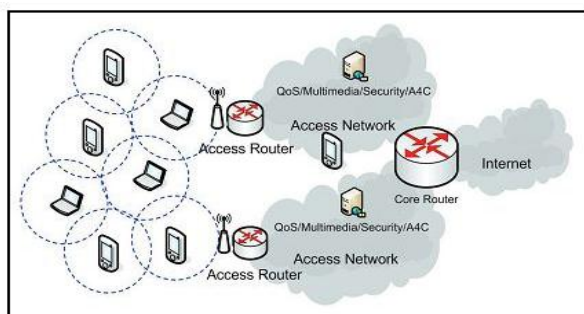 QoS/Multimedia/Security/A4C
Access Network
Access Router
Internet
Core Router
QoS/Multimedia/Security/A4C
Access Network
Access Router